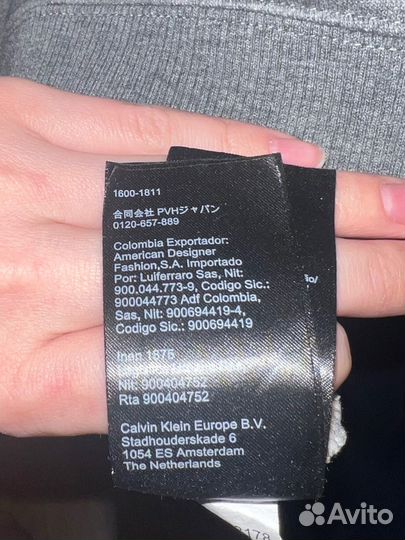 1600-1811
合同会社 PVHジャパン
0120-657-889
Colombia Exportador:
American Designer
Fashion,S.A. Importado
Por: Luiferraro Sas, Nit:
900.044.773-9, Codigo Sic.:
900044773 Adf Colombia,
Sas, Nit: 900694419-4,
Codigo Sic.: 900694419
1875
Nit: 900404752
Rta 900404752
Calvin Klein Europe B.V.
Stadhouderskade 6
1054 ES Amsterdam
The Netherlands
Avito